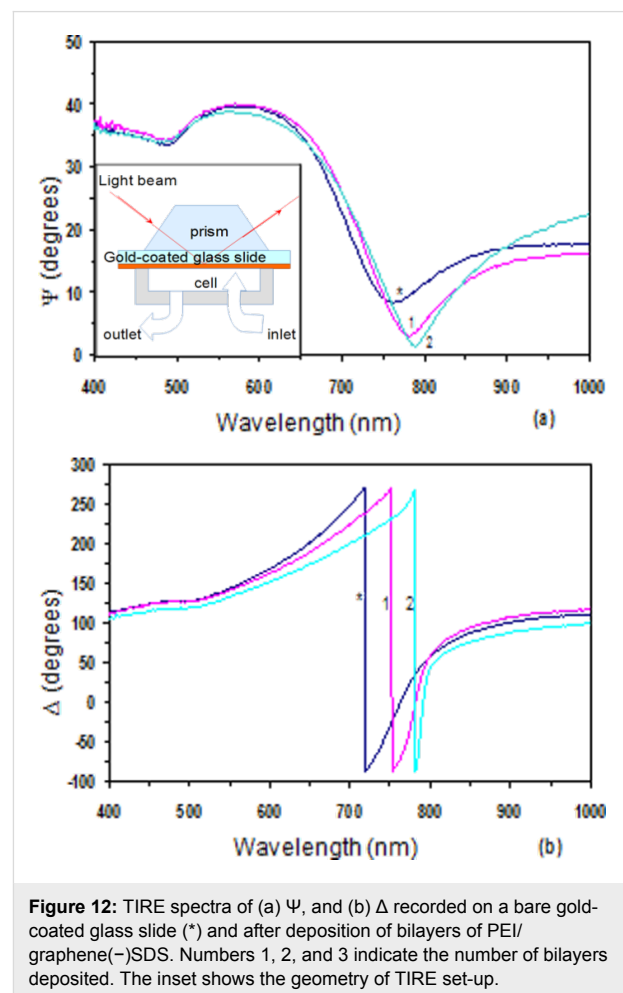 50
40
30
20
10
0
Ψ (degrees)
Light beam
prism
Gold-coated glass slide
cell
outlet
inlet
*
1
2
400 500 600 700 800 900 1000
Wavelength (nm)
(a)
300
250
200
150
100
50
0
-50
-100
Δ (degrees)
*
1
2
400 500 600 700 800 900 1000
Wavelength (nm)
(b)
Figure 12: TIRE spectra of (a) Ψ, and (b) Δ recorded on a bare gold-
coated glass slide (*) and after deposition of bilayers of PEI/
graphene(−)SDS. Numbers 1, 2, and 3 indicate the number of bilayers
deposited. The inset shows the geometry of TIRE set-up.